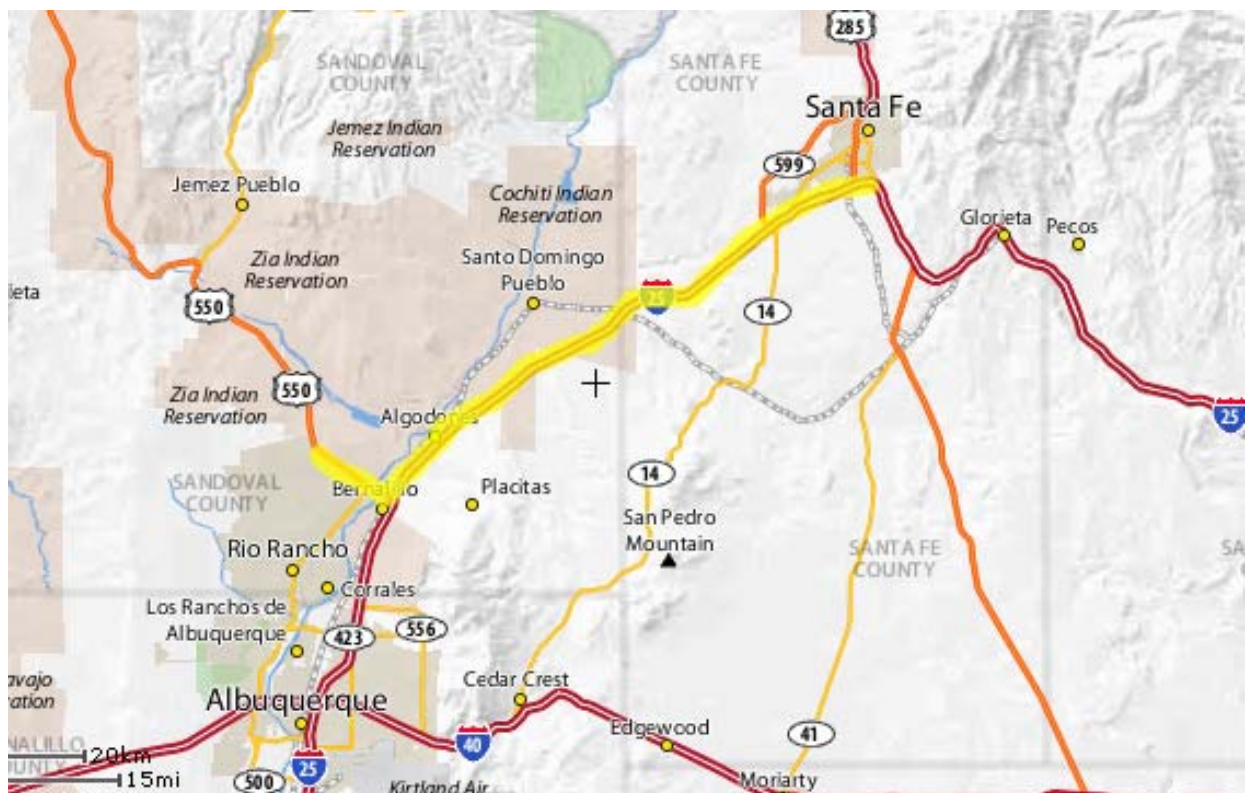 285
SANDOVAL
COUNTY
SANTA FE
COUNTY
Santa Fe
Jemez Indian
Reservation
599
Jemez Pueblo
Cochiti Indian
Reservation
Glorieta
Pecos
Zia Indian
Reservation
Santo Domingo
Pueblo
ieta
550
25
14
550
Zia Indian
Reservation
Algodones
25
SANDOVAL
COUNTY
Bernalillo
Placitas
14
San Pedro
Mountain
SANTA FE
COUNTY
SA
Rio Rancho
Corrales
Los Ranchos de
Albuquerque
423
556
avajo
ation
Albuquerque
Cedar Crest
NALILLO
OUNTY
20km
15mi
40
Edgewood
41
25
500
Kirtland Air
Moriarty